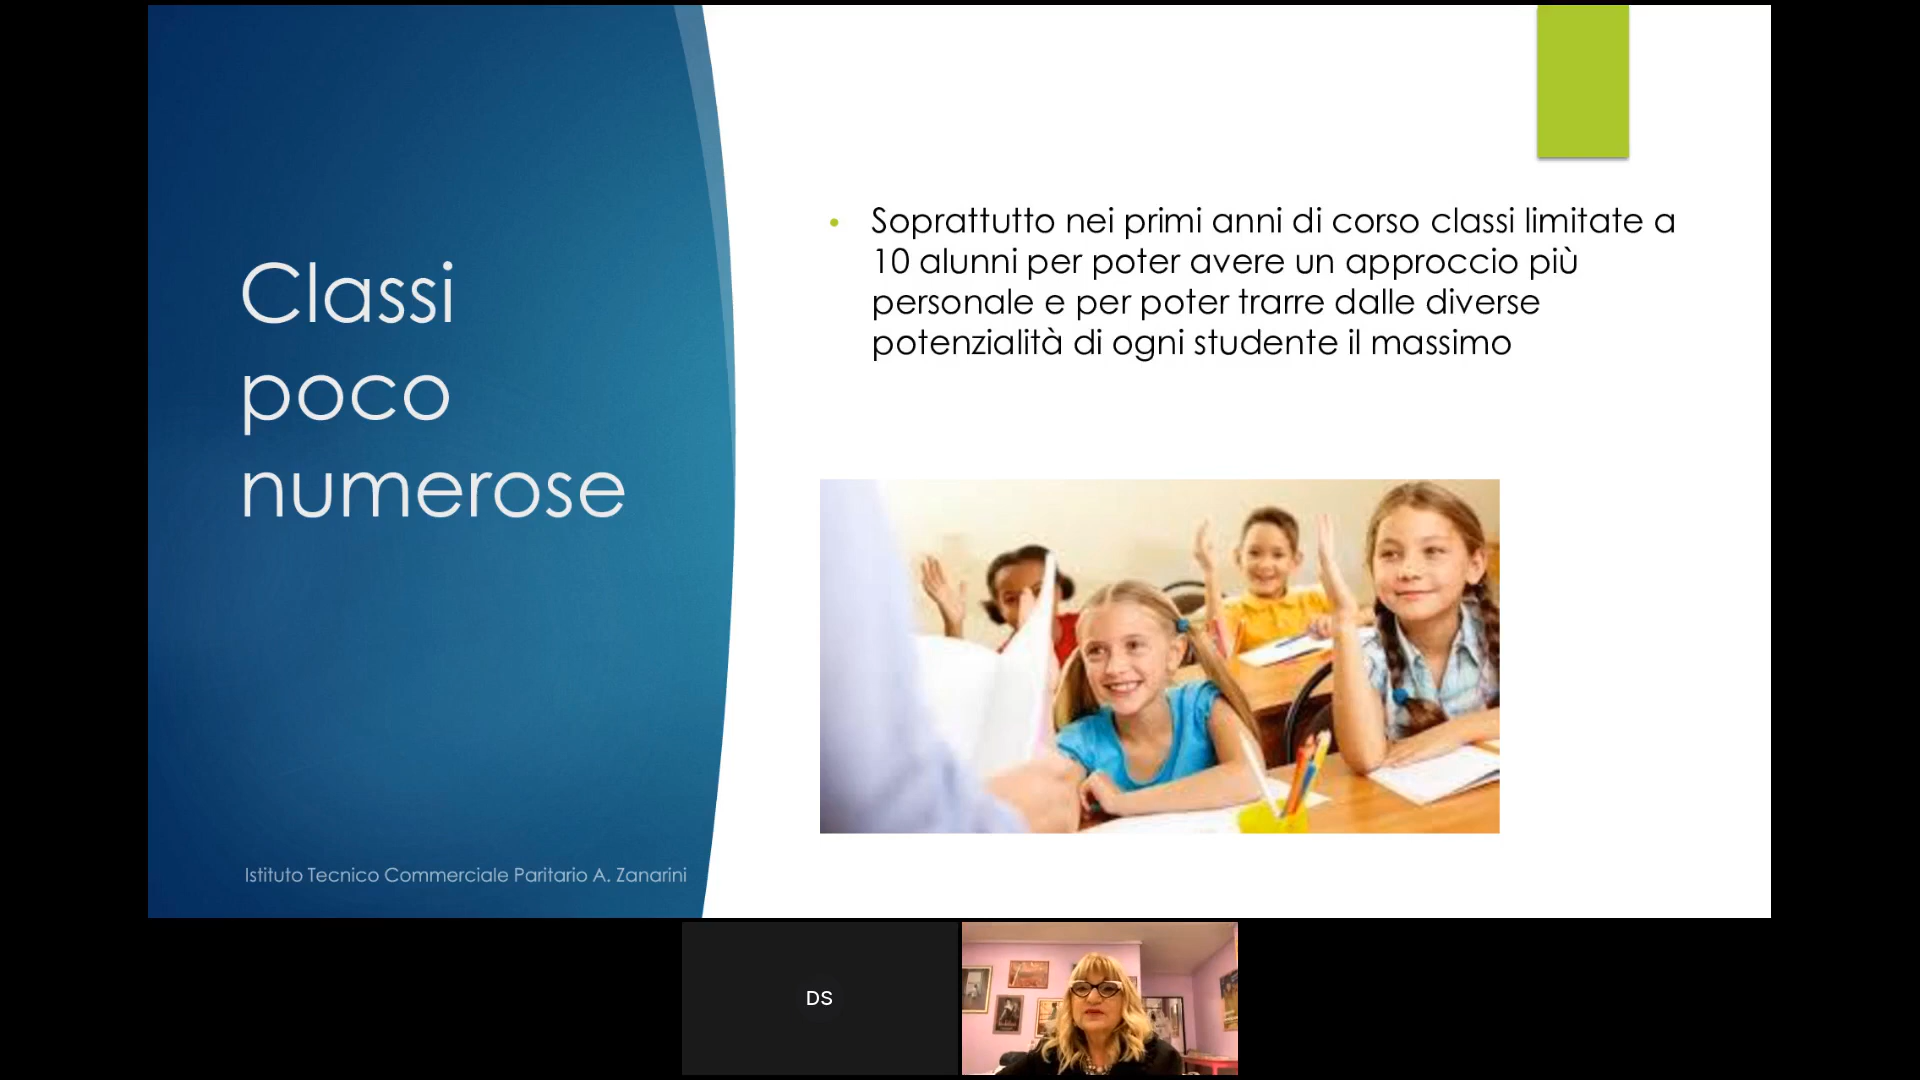 Classi
poco
numerose
Soprattutto nei primi anni di corso classi limitate a
10 alunni per poter avere un approccio più
personale e per poter trarre dalle diverse
potenzialità di ogni studente il massimo
Istituto Tecnico Commerciale Paritario A. Zanarini
DS